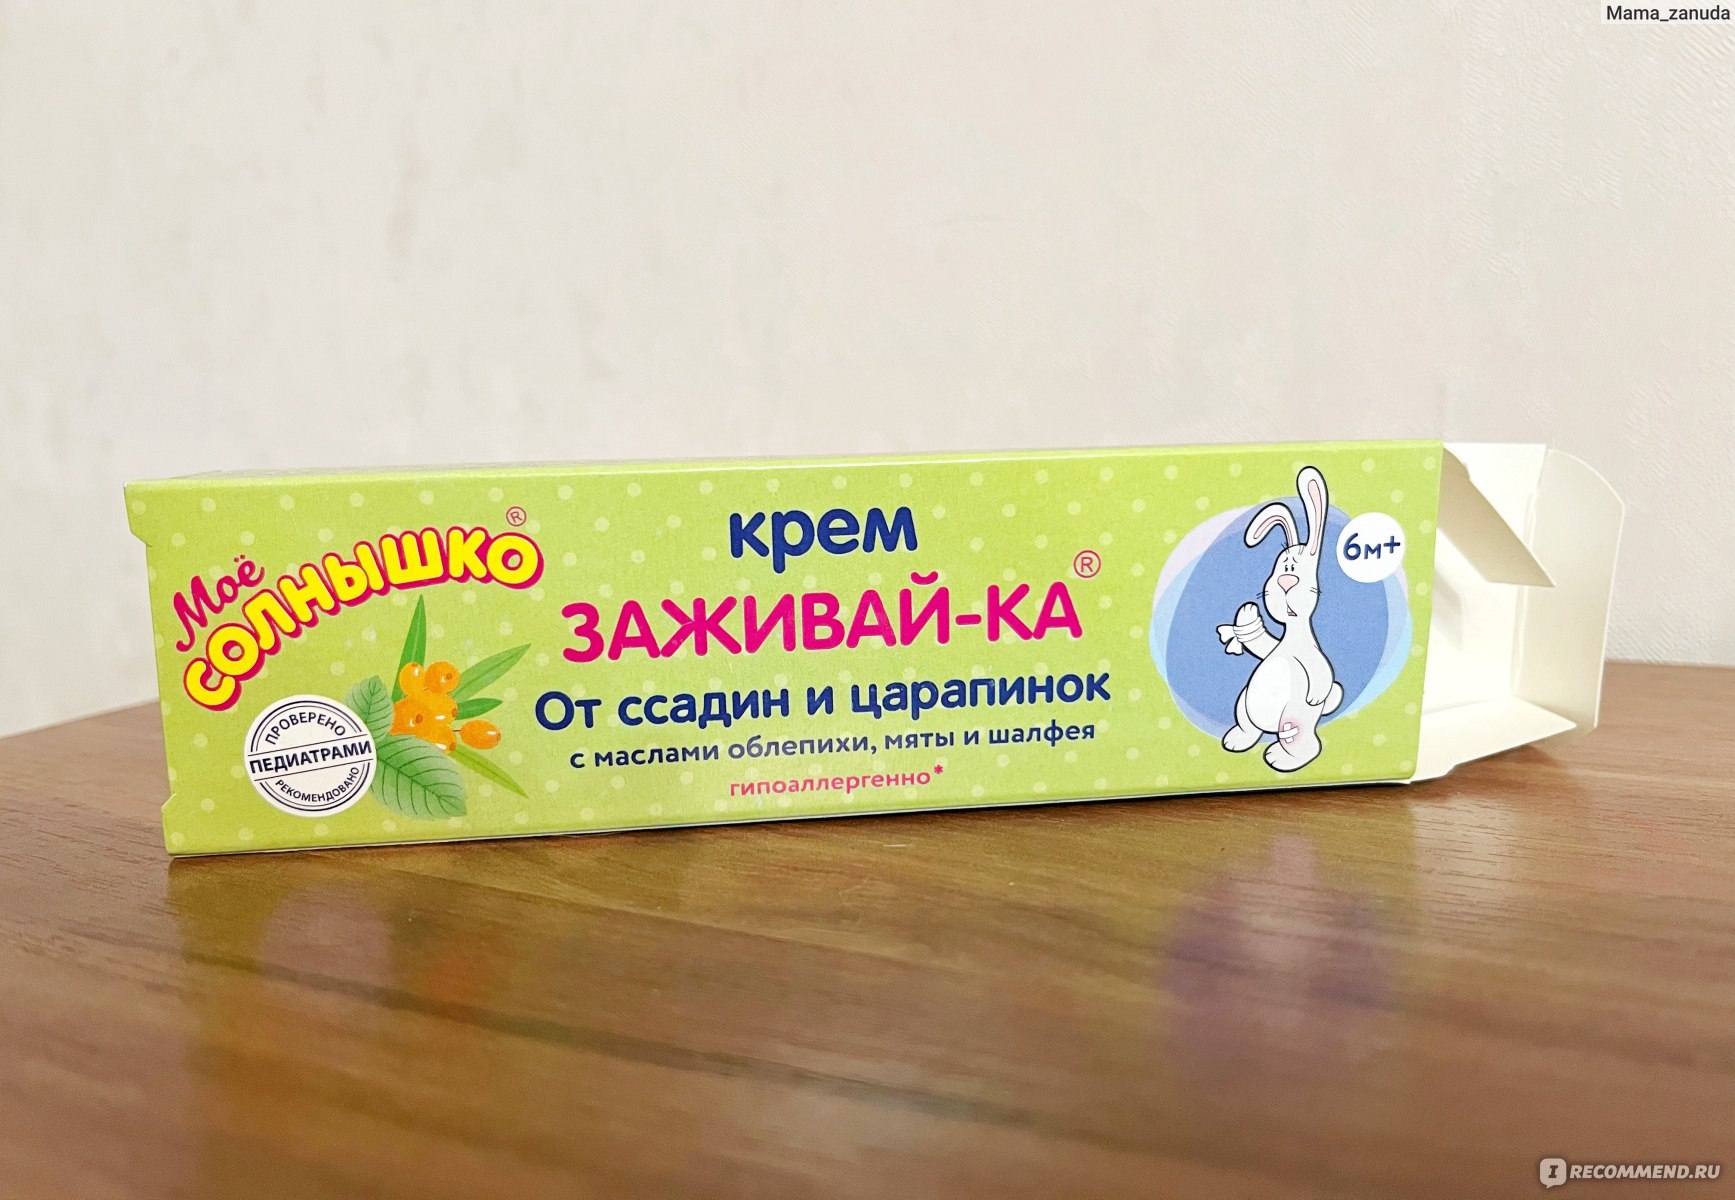 Mama_zanuda
Моё
СОЛНЫШКО®
ПРОВЕРЕНО
ПЕДИАТРАМИ
РЕКОМЕНДОВАНО
крем
ЗАЖИВАЙ-КА®
От ссадин и царапинок
с маслами облепихи, мяты и шалфея
гипоаллергенно*
6м+
IRECOMMEND.RU